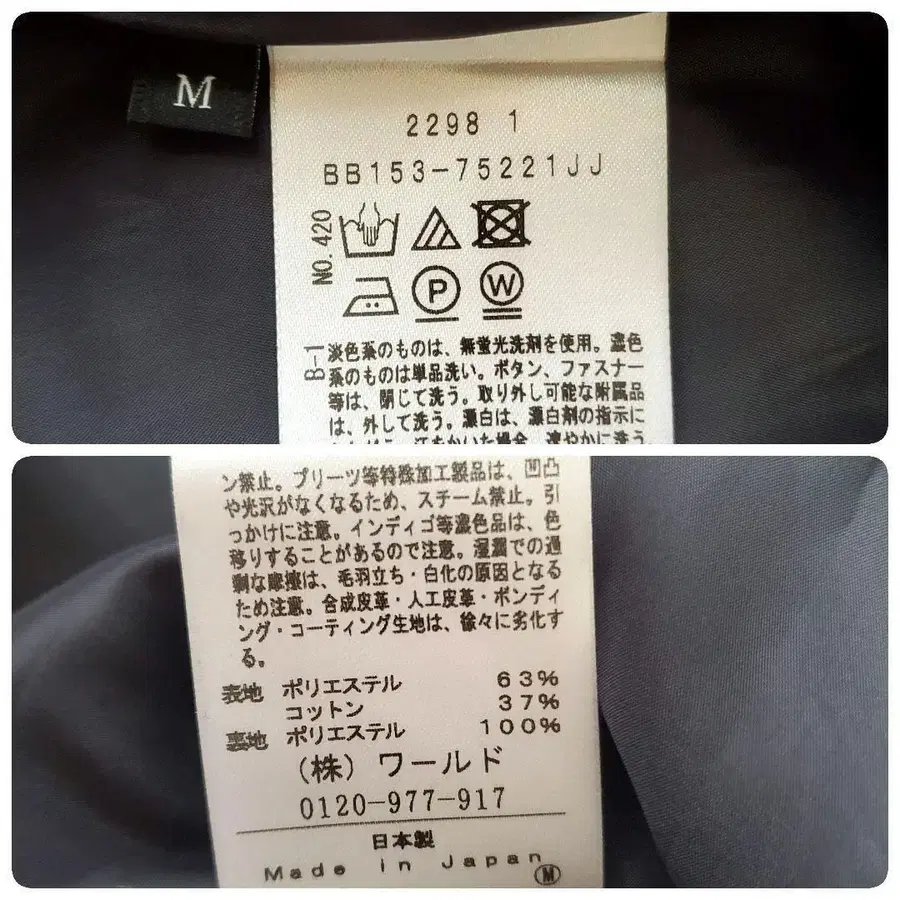 M
2298 1
BB153-75221JJ
NO.420
P
W
B-1
淡色系のものは、無蛍光洗剤を使用。濃色
系のものは単品洗い。ボタン、ファスナー
等は、閉じて洗う。取り外し可能な附属品
は、外して洗う。漂白は、漂白剤の指示に
ン禁止。プリーツ等特殊加工製品は、凹凸
や光沢がなくなるため、スチーム禁止。引
っかけに注意。インディゴ等濃色品は、色
移りすることがあるので注意。湿潤での過
剰な摩擦は、毛羽立ち・白化の原因となる
ため注意。合成皮革・人工皮革・ボンディ
ング・コーティング生地は、徐々に劣化す
る。
表地 ポリエステル 63%
コットン 37%
裏地 ポリエステル 100%
(株) ワールド
0120-977-917
日本製
Made in Japan
M